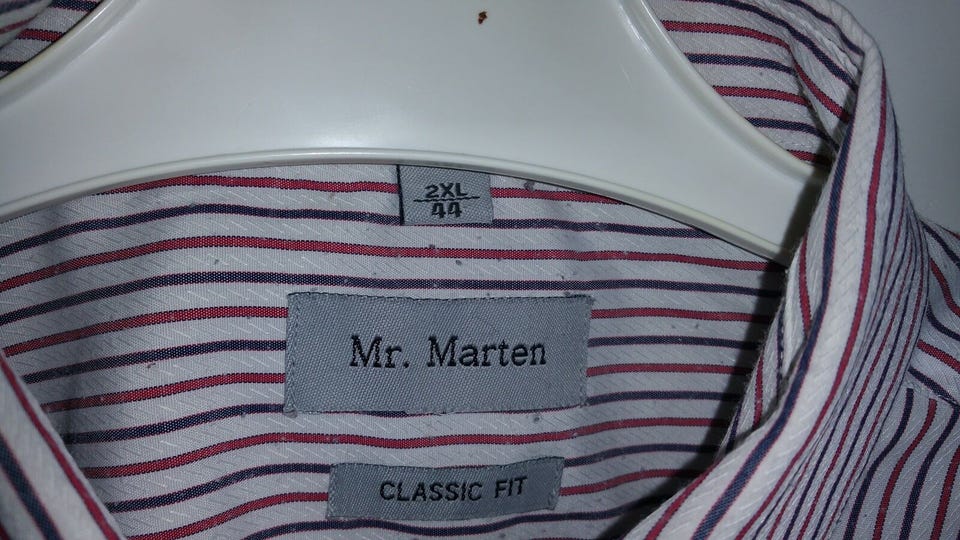 2XL
44
Mr. Marten
CLASSIC FIT